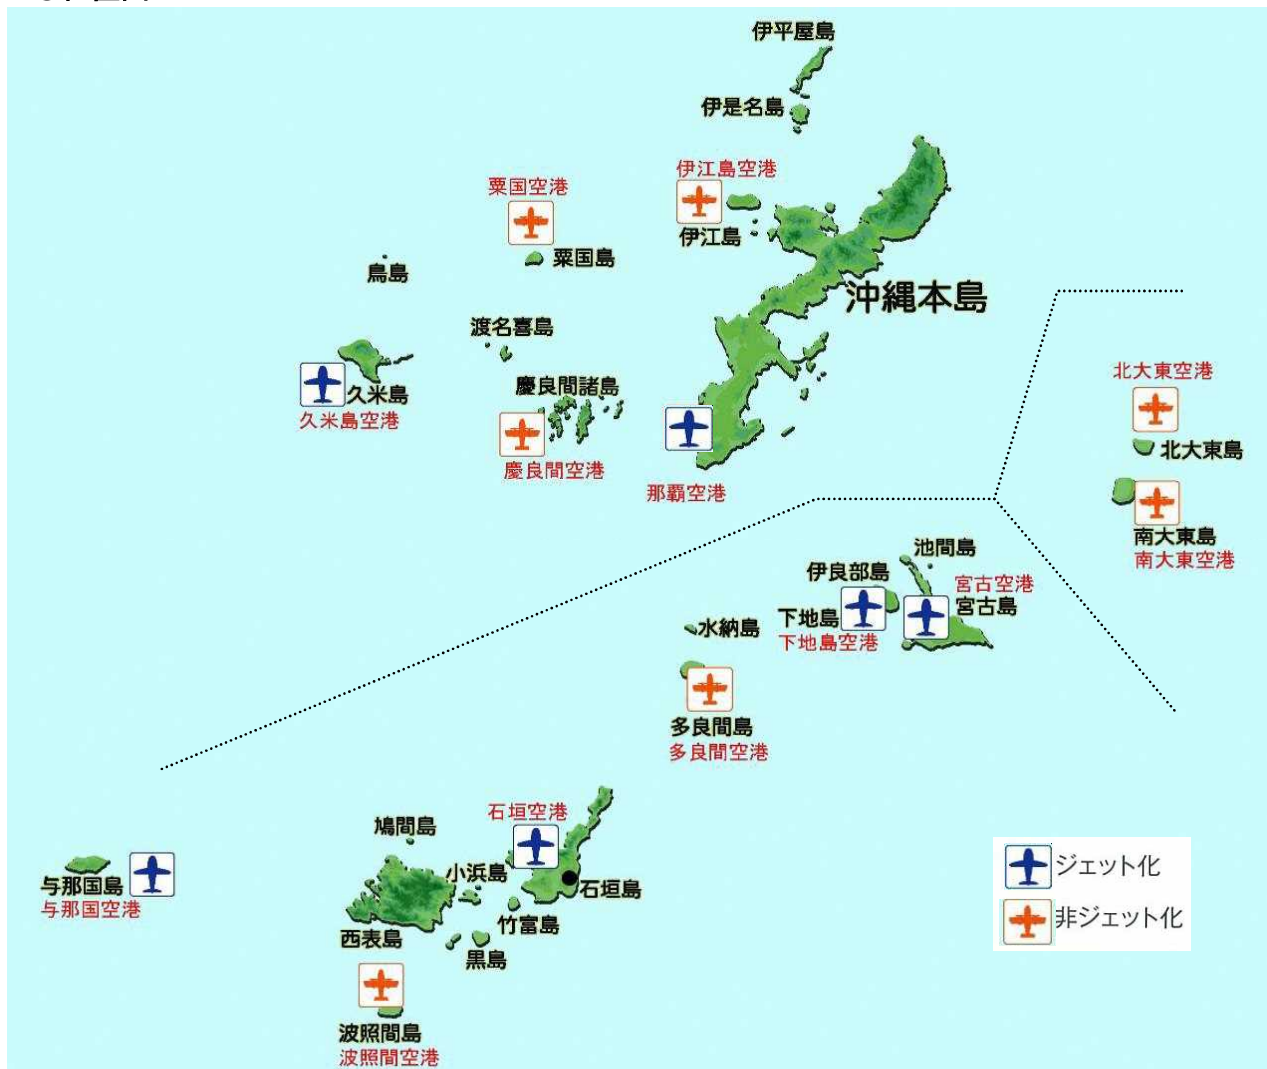 伊平屋島
伊是名島
伊江島空港
粟国空港
伊江島
粟国島
鳥島
沖縄本島
渡名喜島
慶良間諸島
久米島
久米島空港
慶良間空港
那覇空港
北大東空港
北大東島
南大東島
南大東空港
池間島
伊良部島
宮古空港
宮古島
下地島
下地島空港
水納島
多良間島
多良間空港
石垣空港
鳩間島
小浜島
石垣島
与那国島
与那国空港
竹富島
西表島
黒島
波照間島
波照間空港
ジェット化
非ジェット化